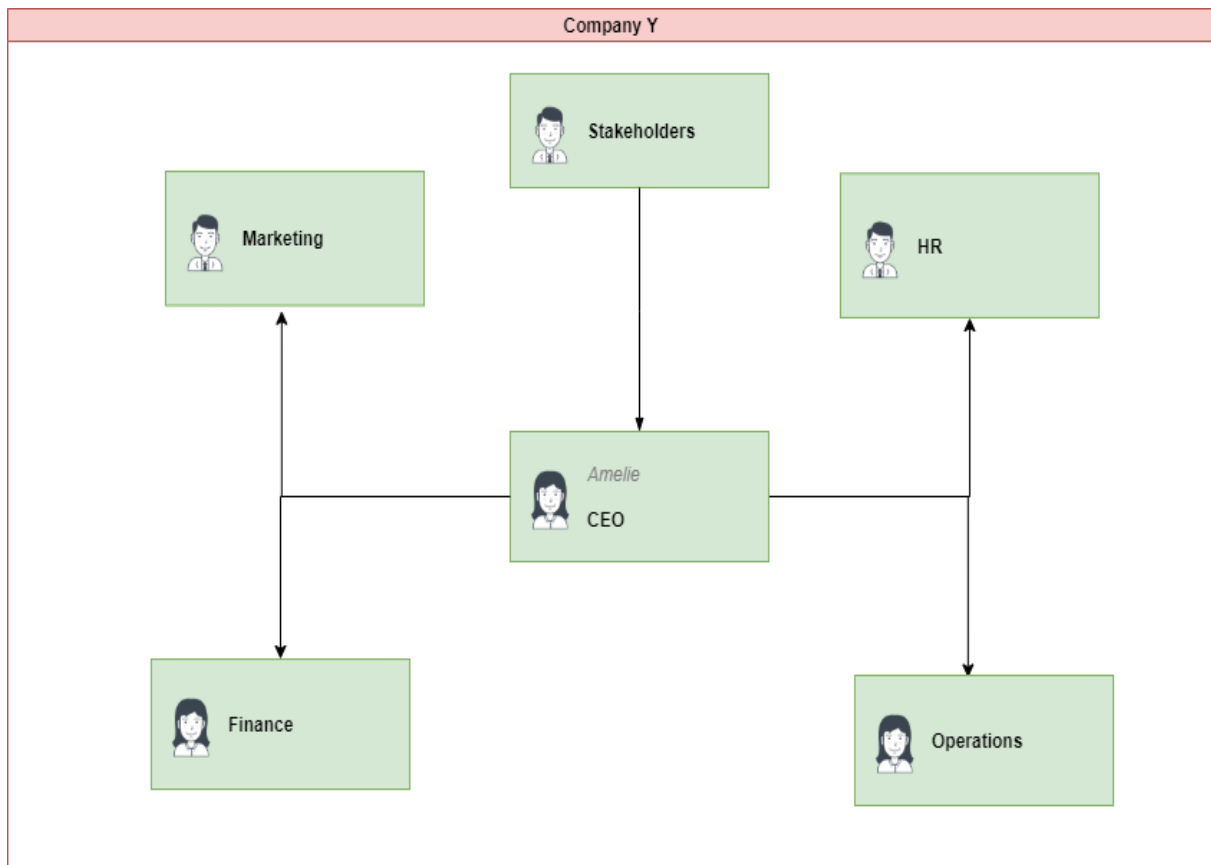 Company Y
Stakeholders
Marketing
HR
Amelie
CEO
Finance
Operations